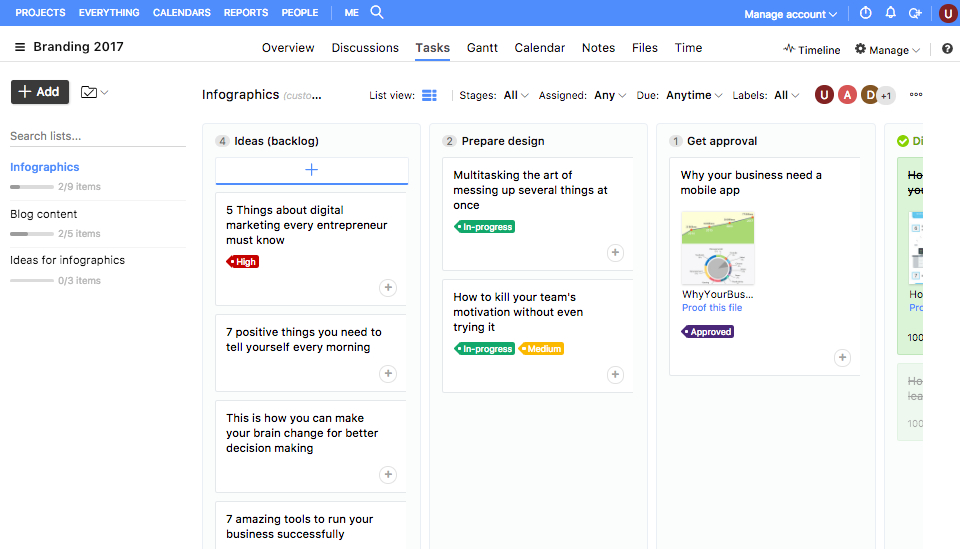 PROJECTS EVERYTHING CALENDARS REPORTS PEOPLE ME Manage account U
Branding 2017 Overview Discussions Tasks Gantt Calendar Notes Files Time Timeline Manage ?
+ Add Infographics (custo... List view: Stages: All Assigned: Any Due: Anytime Labels: All U A D +1
Search lists...
Infographics
2/9 items
Blog content
2/5 items
Ideas for infographics
0/3 items
4 Ideas (backlog)
+
5 Things about digital
marketing every entrepreneur
must know
High
7 positive things you need to
tell yourself every morning
This is how you can make
your brain change for better
decision making
7 amazing tools to run your
business successfully
2 Prepare design
Multitasking the art of
messing up several things at
once
In-progress
How to kill your team's
motivation without even
trying it
In-progress Medium
1 Get approval
Why your business need a
mobile app
WhyYourBus...
Proof this file
Approved
Di
Ho
you
Ho
Pro
100
Ho
lea
100